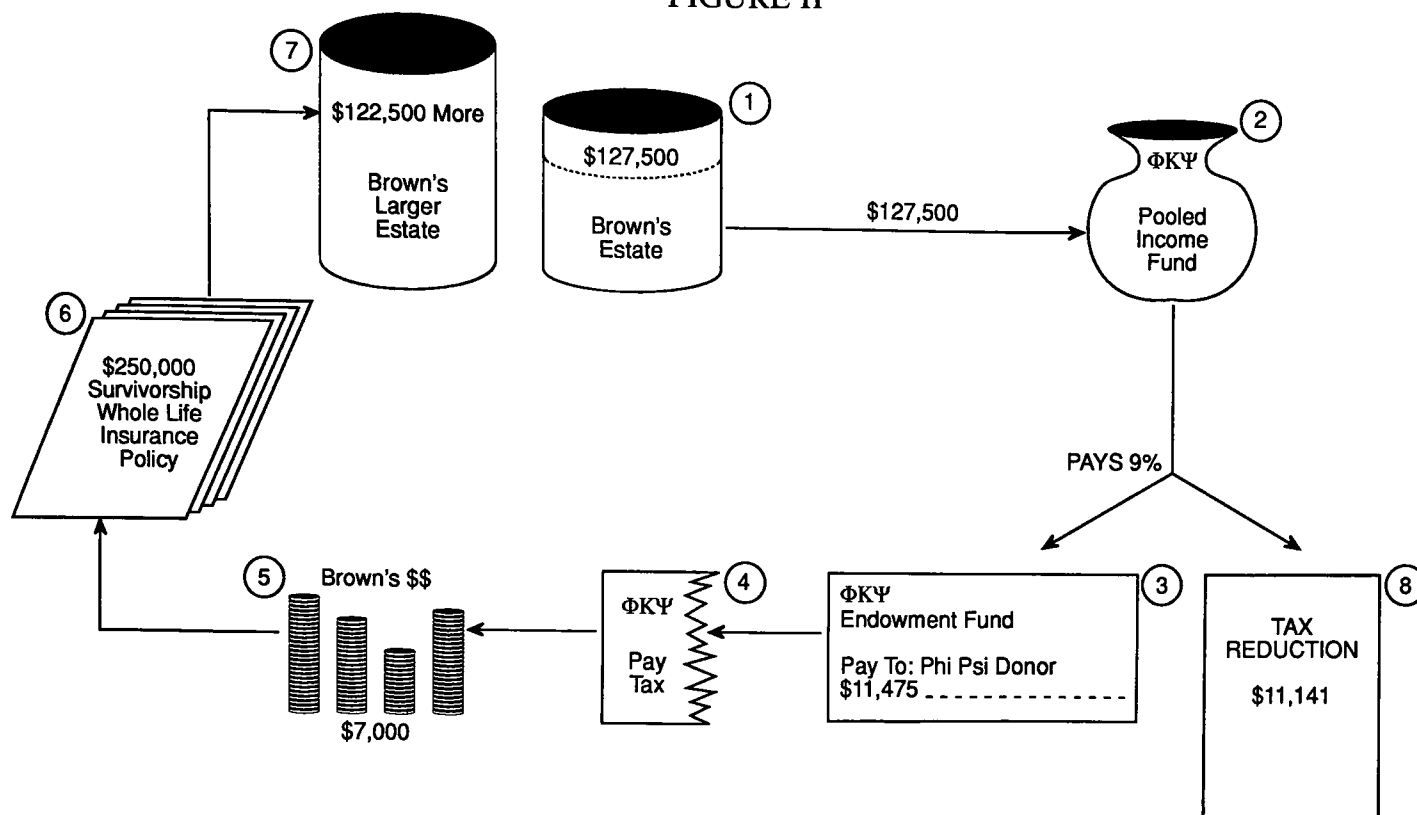 FIGURE II
7
$122,500 More
Brown's
Larger
Estate
1
$127,500
Brown's
Estate
$127,500
2
ΦΚΨ
Pooled
Income
Fund
6
$250,000
Survivorship
Whole Life
Insurance
Policy
PAYS 9%
5
Brown's $$
$7,000
4
ΦΚΨ
Pay
Tax
3
ΦΚΨ
Endowment Fund
Pay To: Phi Psi Donor
$11,475
8
TAX
REDUCTION
$11,141